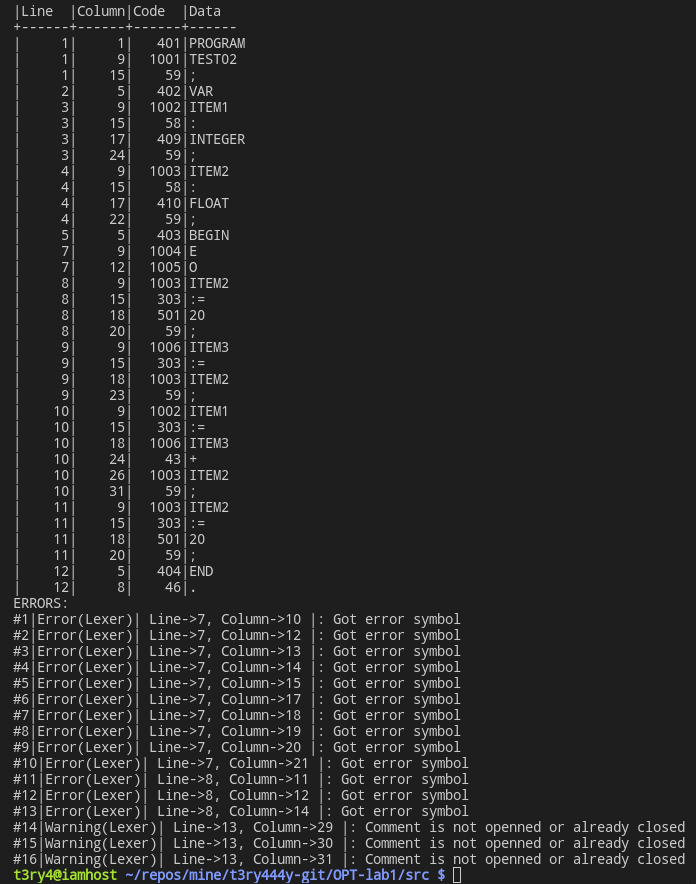 |Line  |Column|Code  |Data
+------+------+------+------
|     1|     1|   401|PROGRAM
|     1|     9|  1001|TEST02
|     1|    15|    59|;
|     2|     5|   402|VAR
|     3|     9|  1002|ITEM1
|     3|    15|    58|:
|     3|    17|   409|INTEGER
|     3|    24|    59|;
|     4|     9|  1003|ITEM2
|     4|    15|    58|:
|     4|    17|   410|FLOAT
|     4|    22|    59|;
|     5|     5|   403|BEGIN
|     7|     9|  1004|E
|     7|    12|  1005|O
|     8|     9|  1003|ITEM2
|     8|    15|   303|:=
|     8|    18|   501|20
|     8|    20|    59|;
|     9|     9|  1006|ITEM3
|     9|    15|   303|:=
|     9|    18|  1003|ITEM2
|     9|    23|    59|;
|    10|     9|  1002|ITEM1
|    10|    15|   303|:=
|    10|    18|  1006|ITEM3
|    10|    24|    43|+
|    10|    26|  1003|ITEM2
|    10|    31|    59|;
|    11|     9|  1003|ITEM2
|    11|    15|   303|:=
|    11|    18|   501|20
|    11|    20|    59|;
|    12|     5|   404|END
|    12|     8|    46|.
ERRORS:
#1|Error(Lexer)| Line->7, Column->10 |: Got error symbol
#2|Error(Lexer)| Line->7, Column->12 |: Got error symbol
#3|Error(Lexer)| Line->7, Column->13 |: Got error symbol
#4|Error(Lexer)| Line->7, Column->14 |: Got error symbol
#5|Error(Lexer)| Line->7, Column->15 |: Got error symbol
#6|Error(Lexer)| Line->7, Column->17 |: Got error symbol
#7|Error(Lexer)| Line->7, Column->18 |: Got error symbol
#8|Error(Lexer)| Line->7, Column->19 |: Got error symbol
#9|Error(Lexer)| Line->7, Column->20 |: Got error symbol
#10|Error(Lexer)| Line->7, Column->21 |: Got error symbol
#11|Error(Lexer)| Line->8, Column->11 |: Got error symbol
#12|Error(Lexer)| Line->8, Column->12 |: Got error symbol
#13|Error(Lexer)| Line->8, Column->14 |: Got error symbol
#14|Warning(Lexer)| Line->13, Column->29 |: Comment is not openned or already closed
#15|Warning(Lexer)| Line->13, Column->30 |: Comment is not openned or already closed
#16|Warning(Lexer)| Line->13, Column->31 |: Comment is not openned or already closed
t3ry4@iamhost ~/repos/mine/t3ry444y-git/OPT-lab1/src $